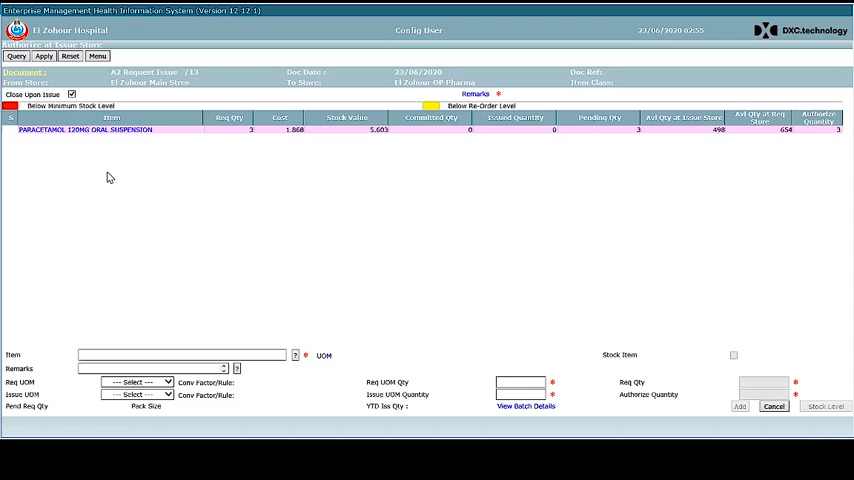 Enterprise Management Health Information System (Version 12.12.1)
El Zohour Hospital Config User 23/06/2020 02:55 DXC.technology
Authorize at Issue Store
Query Apply Reset Menu
Document : A2 Request Issue /13 Doc Date : 23/06/2020 Doc Ref:
From Store: El Zohour Main Stres To Store: El Zohour OP Pharma Item Class:
Close Upon Issue Remarks *
Below Minimum Stock Level Below Re-Order Level
S Item Req Qty Cost Stock Value Committed Qty Issued Quantity Pending Qty Avl Qty at Issue Store Avl Qty at Req Store Authorize Quantity
PARACETAMOL 120MG ORAL SUSPENSION 3 1.868 5.603 0 0 3 498 654 3
Item ? * UOM Stock Item
Remarks ?
Req UOM --- Select --- Conv Factor/Rule: Req UOM Qty * Req Qty *
Issue UOM --- Select --- Conv Factor/Rule: Issue UOM Quantity * Authorize Quantity *
Pend Req Qty Pack Size YTD Iss Qty : View Batch Details Add Cancel Stock Level